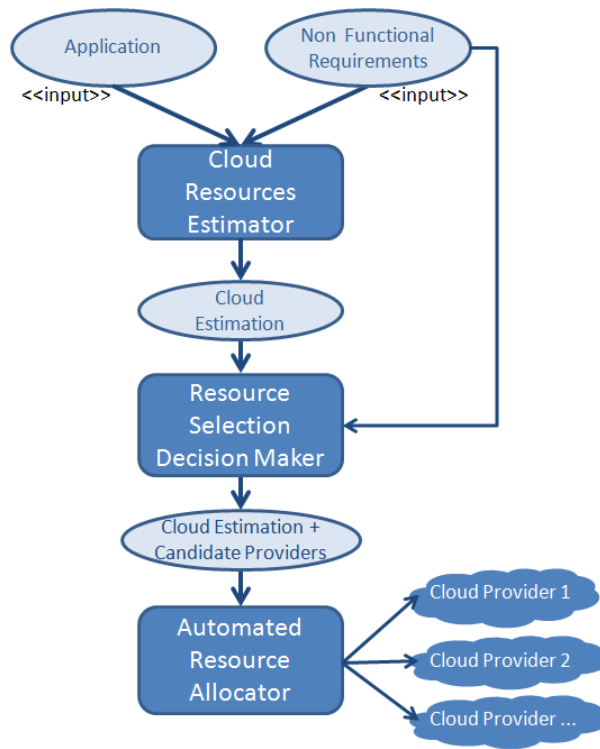 Application
Non Functional
Requirements
<<input>>
<<input>>
Cloud
Resources
Estimator
Cloud
Estimation
Resource
Selection
Decision Maker
Cloud Estimation +
Candidate Providers
Automated
Resource
Allocator
Cloud Provider 1
Cloud Provider 2
Cloud Provider ...